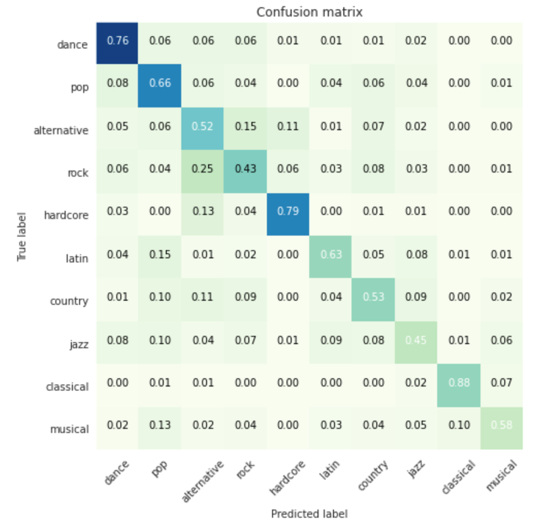 Confusion matrix
True label
dance 0.76 0.06 0.06 0.06 0.01 0.01 0.01 0.02 0.00 0.00
pop 0.08 0.66 0.06 0.04 0.00 0.04 0.06 0.04 0.00 0.01
alternative 0.05 0.06 0.52 0.15 0.11 0.01 0.07 0.02 0.00 0.00
rock 0.06 0.04 0.25 0.43 0.06 0.03 0.08 0.03 0.00 0.01
hardcore 0.03 0.00 0.13 0.04 0.79 0.00 0.01 0.01 0.00 0.00
latin 0.04 0.15 0.01 0.02 0.00 0.63 0.05 0.08 0.01 0.01
country 0.01 0.10 0.11 0.09 0.00 0.04 0.53 0.09 0.00 0.02
jazz 0.08 0.10 0.04 0.07 0.01 0.09 0.08 0.45 0.01 0.06
classical 0.00 0.01 0.01 0.00 0.00 0.00 0.00 0.02 0.88 0.07
musical 0.02 0.13 0.02 0.04 0.00 0.03 0.04 0.05 0.10 0.58
dance pop alternative rock hardcore latin country jazz classical musical
Predicted label